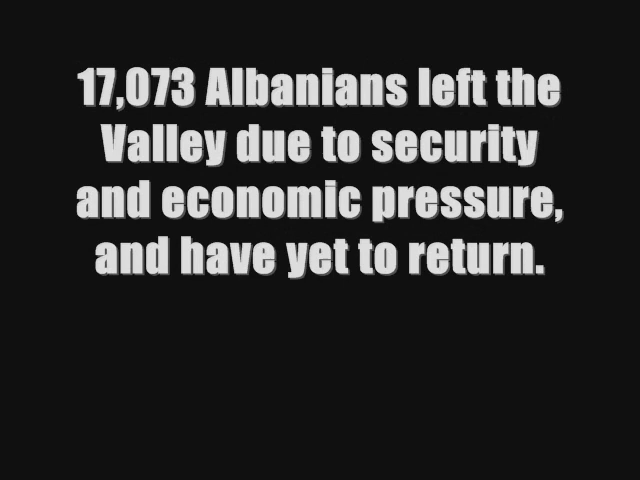 17,073 Albanians left the
Valley due to security
and economic pressure,
and have yet to return.